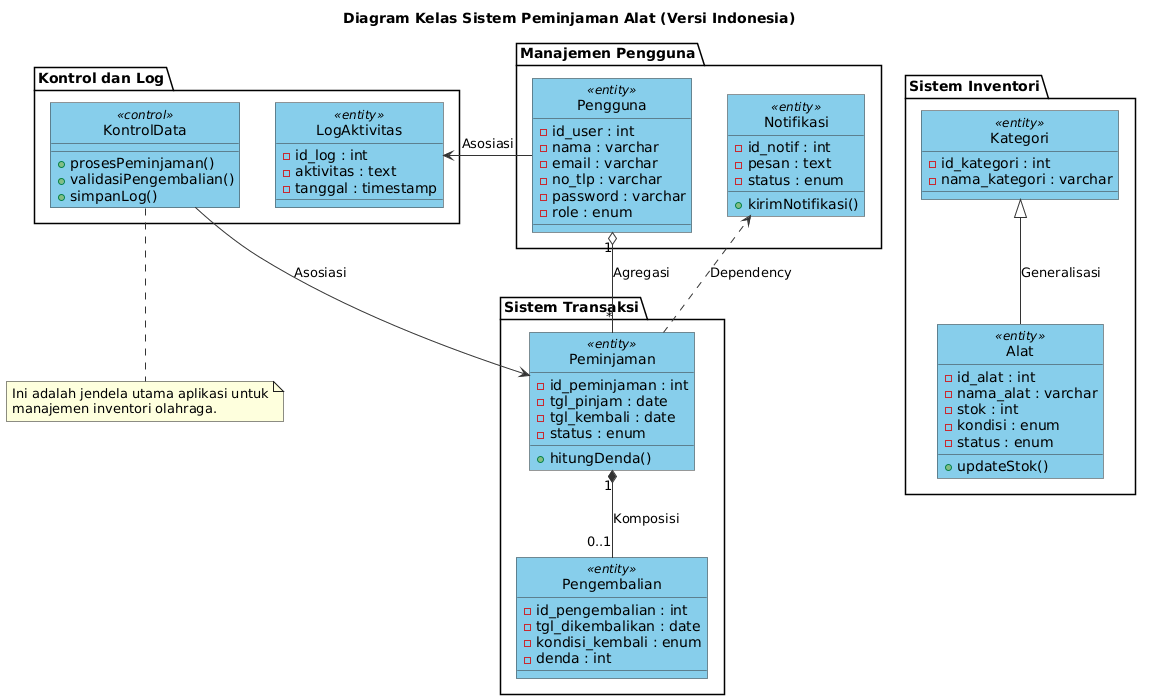 Diagram Kelas Sistem Peminjaman Alat (Versi Indonesia)
Kontrol dan Log
«control»
KontrolData
prosesPeminjaman()
validasiPengembalian()
simpanLog()
«entity»
LogAktivitas
id_log : int
aktivitas : text
tanggal : timestamp
Asosiasi
Manajemen Pengguna
«entity»
Pengguna
id_user : int
nama : varchar
email : varchar
no_tlp : varchar
password : varchar
role : enum
«entity»
Notifikasi
id_notif : int
pesan : text
status : enum
kirimNotifikasi()
Sistem Inventori
«entity»
Kategori
id_kategori : int
nama_kategori : varchar
Generalisasi
«entity»
Alat
id_alat : int
nama_alat : varchar
stok : int
kondisi : enum
status : enum
updateStok()
Asosiasi
1
Agregasi
*
Dependency
Ini adalah jendela utama aplikasi untuk
manajemen inventori olahraga.
Sistem Transaksi
«entity»
Peminjaman
id_peminjaman : int
tgl_pinjam : date
tgl_kembali : date
status : enum
hitungDenda()
1
Komposisi
0..1
«entity»
Pengembalian
id_pengembalian : int
tgl_dikembalikan : date
kondisi_kembali : enum
denda : int